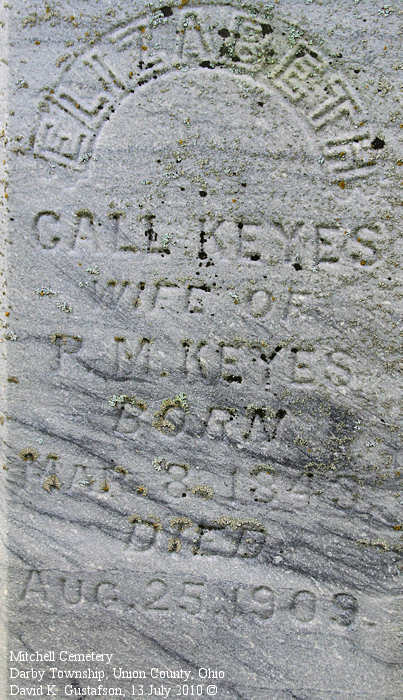 ELIZABETH
GALL KEYES
WIFE OF
P. M. KEYES
BORN
MAR. 8, 1843.
DIED
AUG. 25, 1909.
Mitchell Cemetery
Darby Township, Union County, Ohio
David K. Gustafson, 13 July 2010 ©